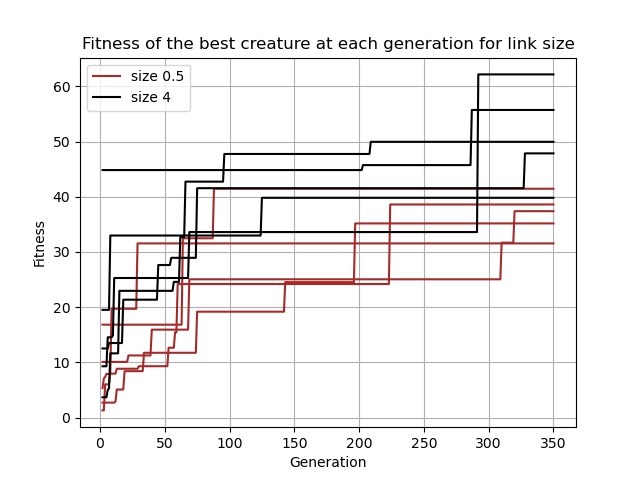 Fitness of the best creature at each generation for link size
size 0.5
size 4
60
50
40
30
20
10
0
Fitness
0 50 100 150 200 250 300 350
Generation